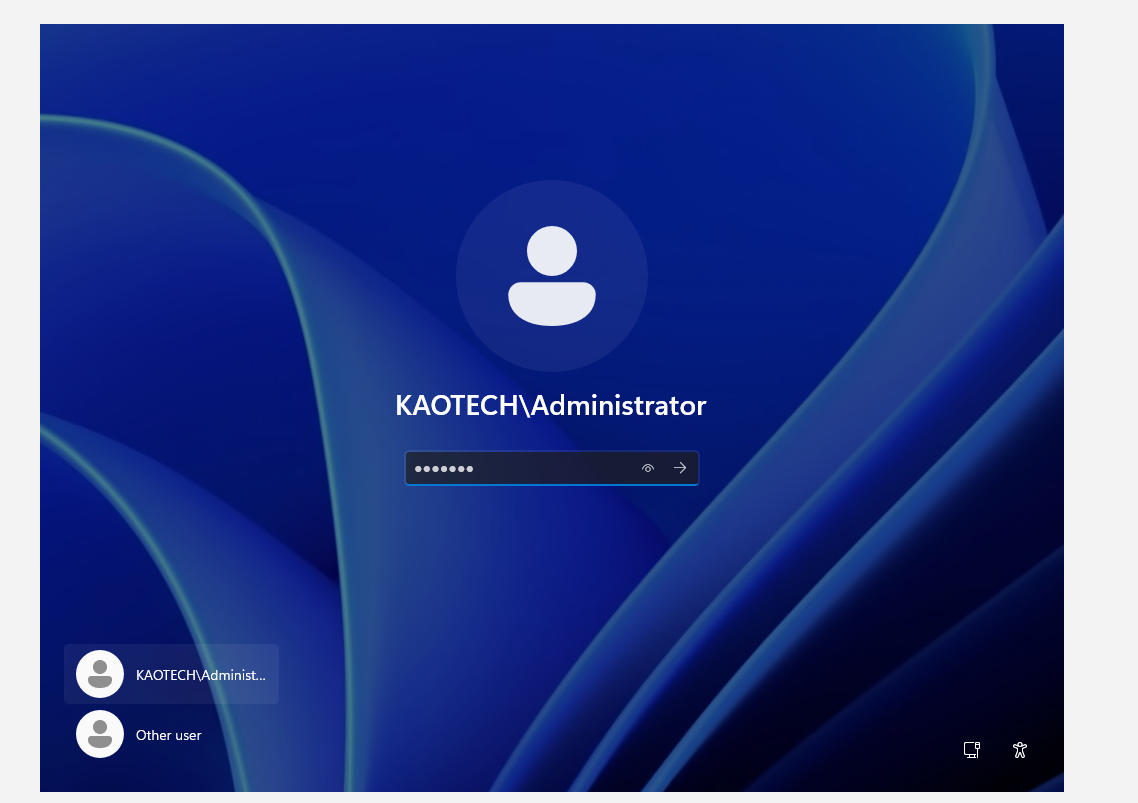 KAOTECH\Administrator
●●●●●●●
KAOTECH\Administ...
Other user